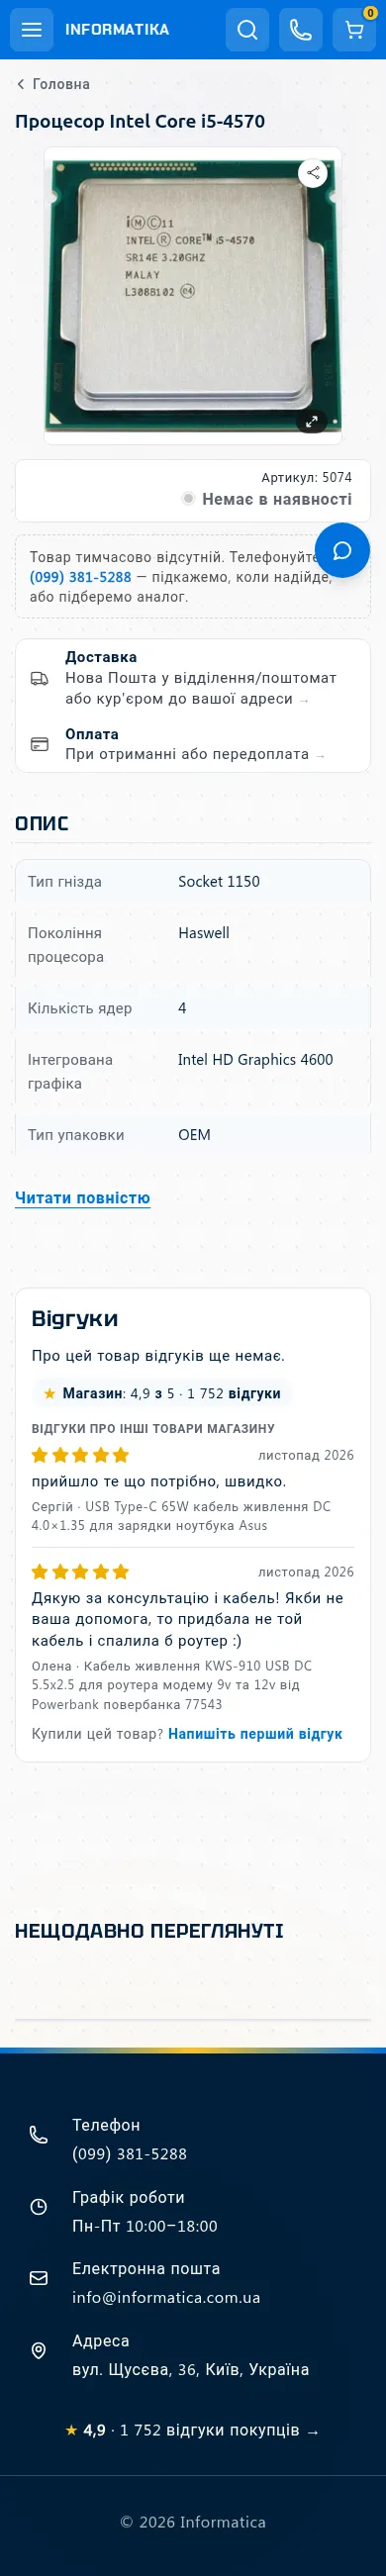 INFORMATIKA
0
Головна
Процесор Intel Core i5-4570
i M C 11
INTEL® CORE™ i5-4570
SR14E 3.20GHZ
MALAY
L308B102 e4
Артикул: 5074
Немає в наявності
Товар тимчасово відсутній. Телефонуйте
(099) 381-5288 — підкажемо, коли надійде,
або підберемо аналог.
Доставка
Нова Пошта у відділення/поштомат
або кур'єром до вашої адреси →
Оплата
При отриманні або передоплата →
ОПИС
Тип гнізда Socket 1150
Покоління Haswell
процесора
Кількість ядер 4
Інтегрована Intel HD Graphics 4600
графіка
Тип упаковки OEM
Читати повністю
Відгуки
Про цей товар відгуків ще немає.
★ Магазин: 4,9 з 5 · 1 752 відгуки
ВІДГУКИ ПРО ІНШІ ТОВАРИ МАГАЗИНУ
★★★★★ листопад 2026
прийшло те що потрібно, швидко.
Сергій · USB Type-C 65W кабель живлення DC
4.0×1.35 для зарядки ноутбука Asus
★★★★★ листопад 2026
Дякую за консультацію і кабель! Якби не
ваша допомога, то придбала не той
кабель і спалила б роутер :)
Олена · Кабель живлення KWS-910 USB DC
5.5x2.5 для роутера модему 9v та 12v від
Powerbank повербанка 77543
Купили цей товар? Напишіть перший відгук
НЕЩОДАВНО ПЕРЕГЛЯНУТІ
Телефон
(099) 381-5288
Графік роботи
Пн-Пт 10:00–18:00
Електронна пошта
info@informatica.com.ua
Адреса
вул. Щусєва, 36, Київ, Україна
★ 4,9 · 1 752 відгуки покупців →
© 2026 Informatica